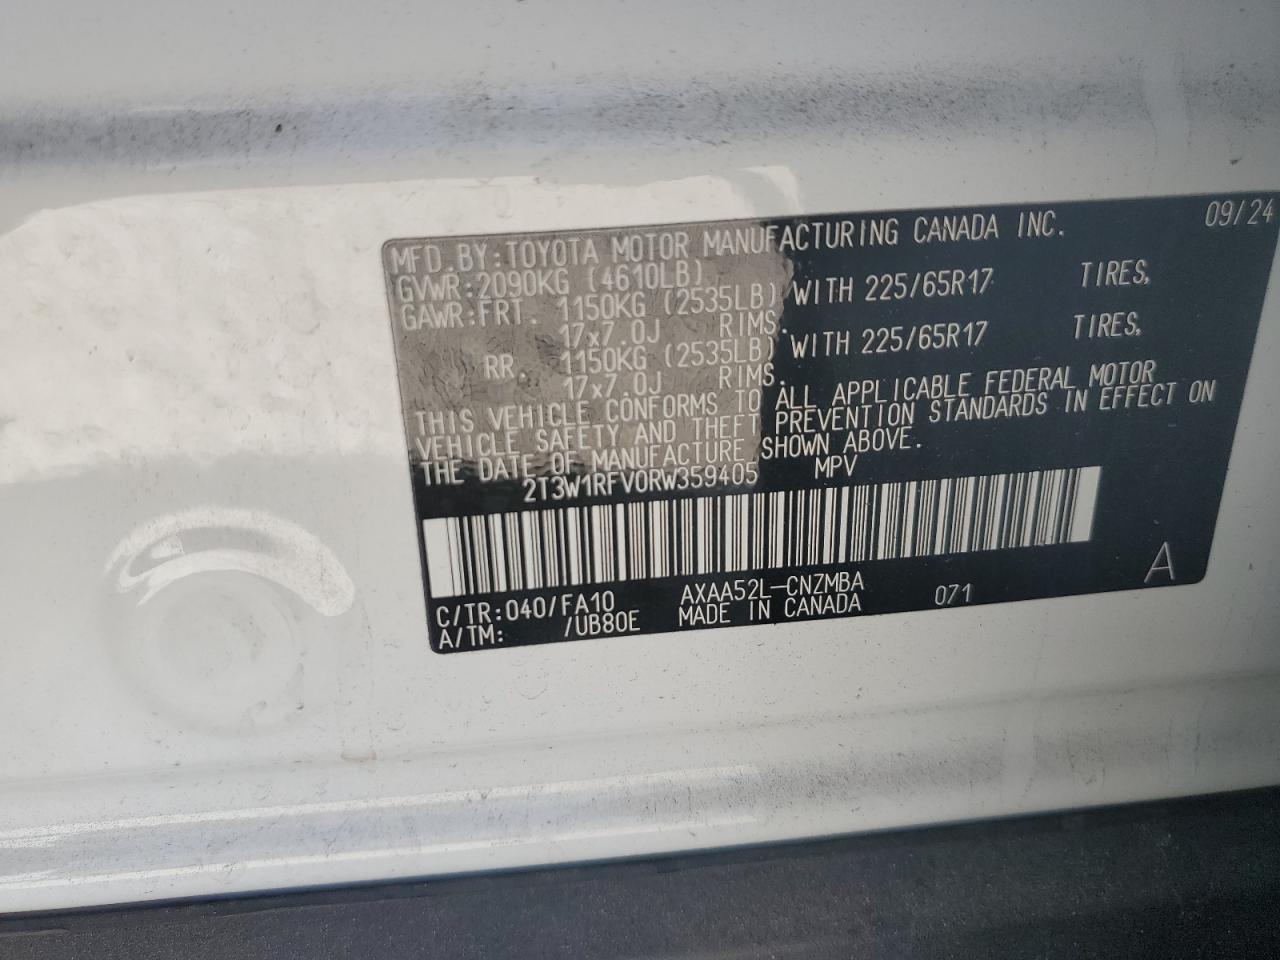 MFD.BY:TOYOTA MOTOR MANUFACTURING CANADA INC. 09/24
GVWR:2090KG (4610LB)
GAWR:FRT. 1150KG (2535LB) WITH 225/65R17 TIRES,
17x7.0J RIMS.
RR. 1150KG (2535LB) WITH 225/65R17 TIRES,
17x7.0J RIMS.
THIS VEHICLE CONFORMS TO ALL APPLICABLE FEDERAL MOTOR
VEHICLE SAFETY AND THEFT PREVENTION STANDARDS IN EFFECT ON
THE DATE OF MANUFACTURE SHOWN ABOVE.
2T3W1RFV0RW359405 MPV
C/TR:040/FA10 AXAA52L-CNZMBA 071 A
A/TM: /UB80E MADE IN CANADA